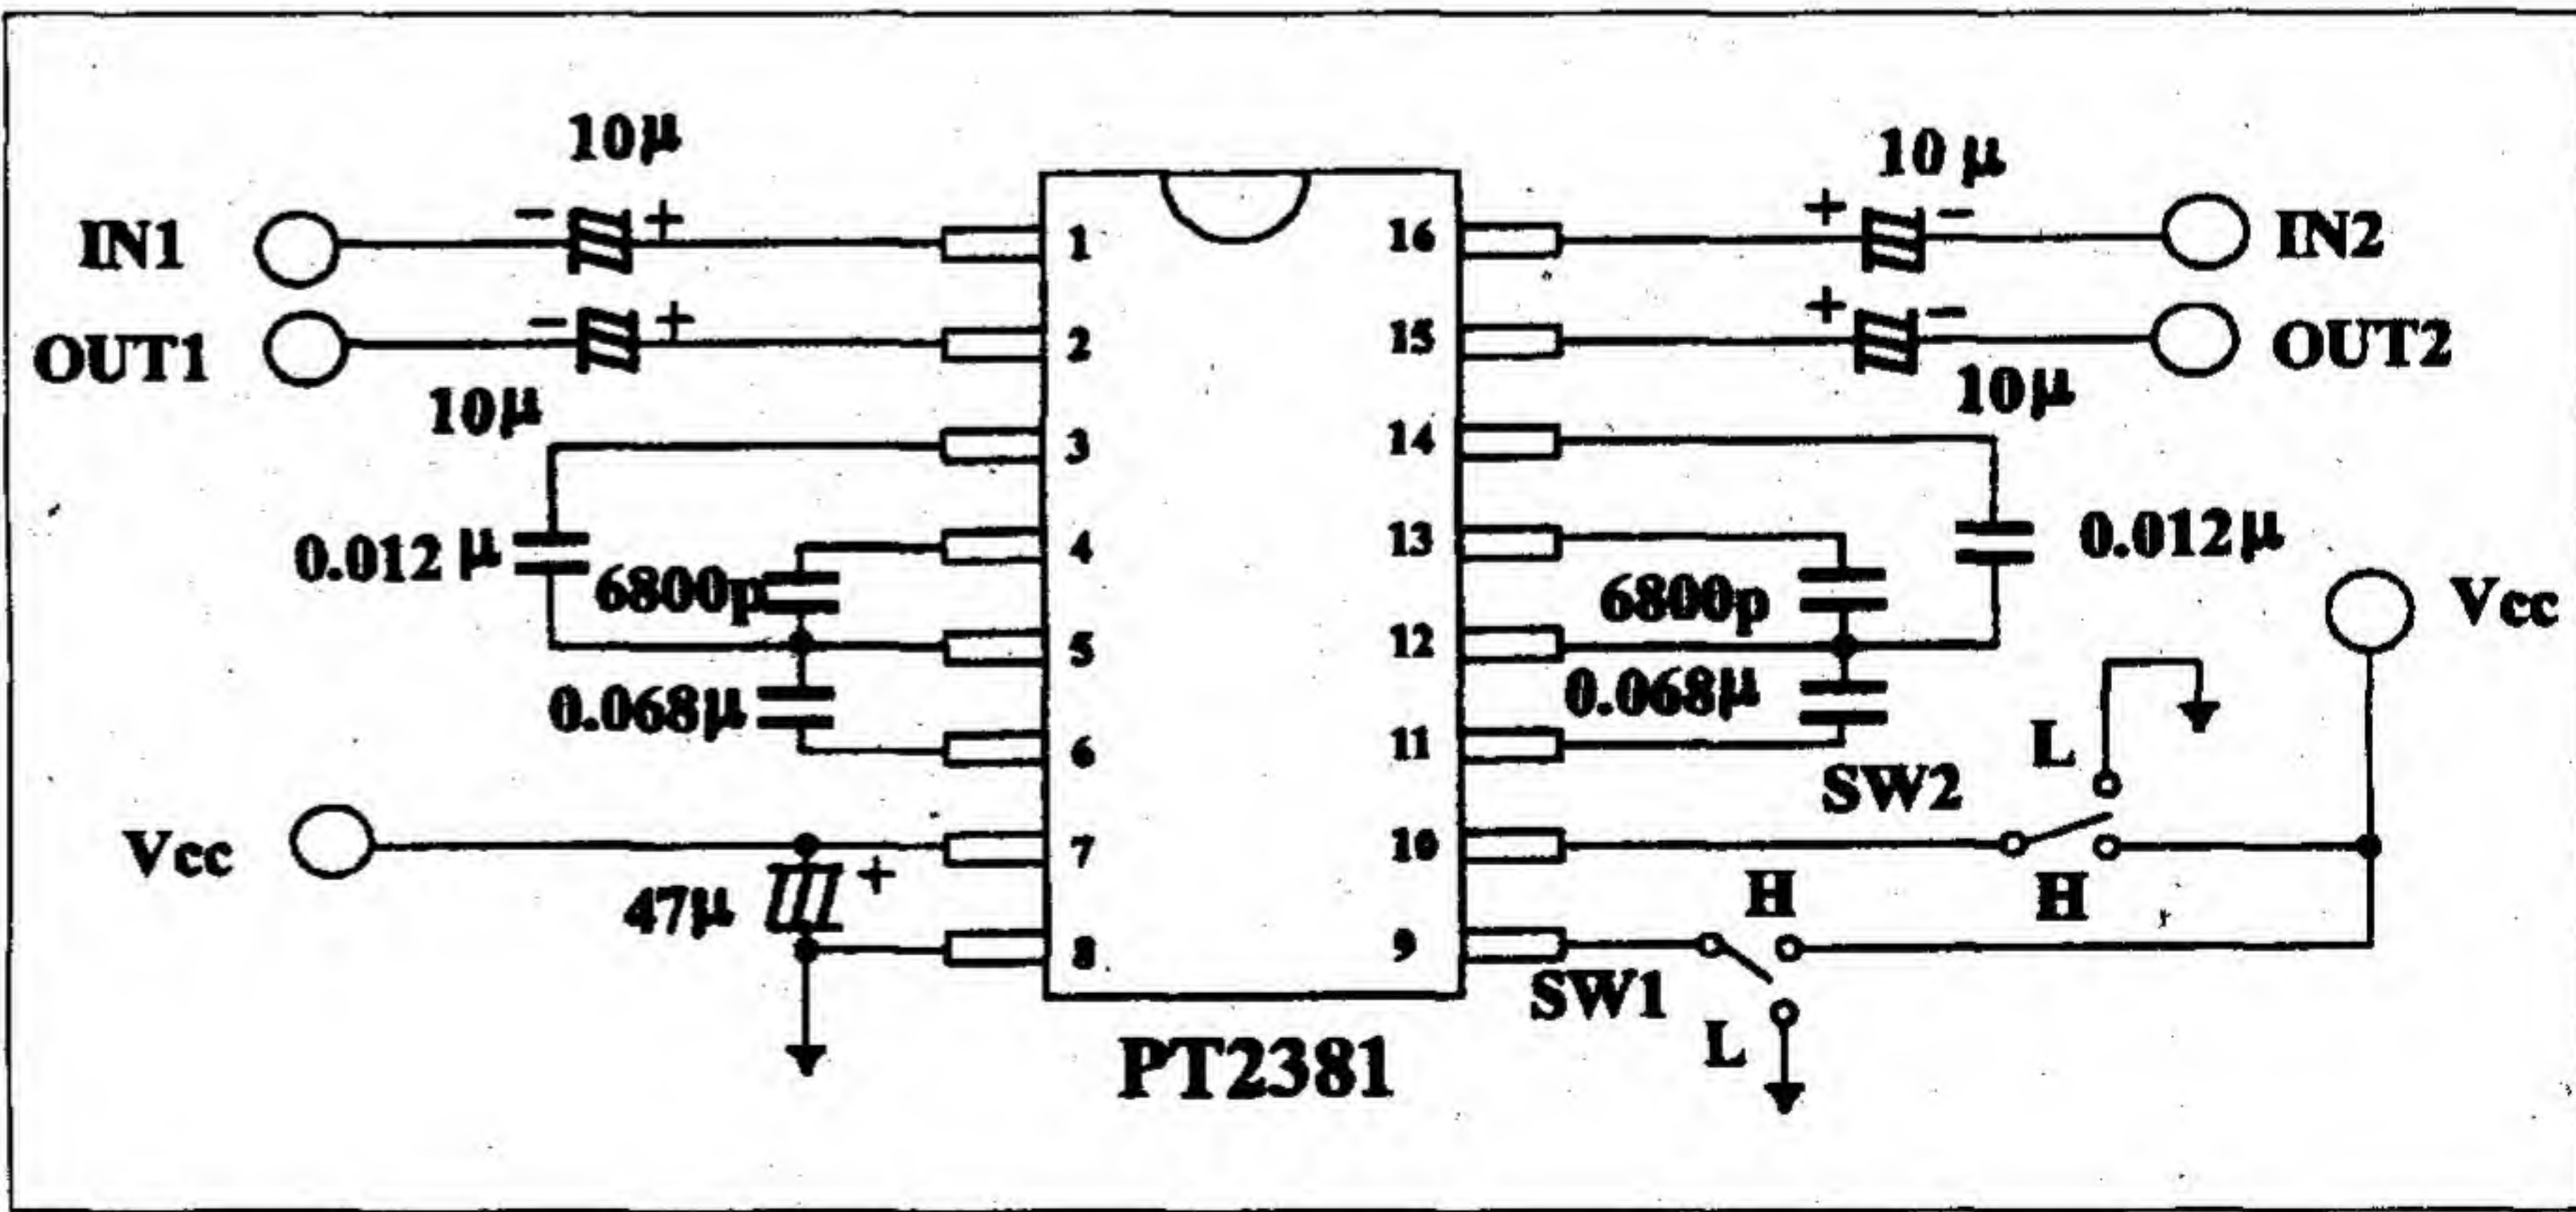 10µ
10 µ
IN1
- +
1
16
+ -
IN2
OUT1
- +
2
15
+ -
OUT2
10µ
10µ
3
14
0.012 µ
6800p
4
13
6800p
0.012µ
Vcc
5
12
0.068µ
0.068µ
6
11
L
SW2
Vcc
7
10
47µ
+
H
H
8
9
SW1
L
PT2381